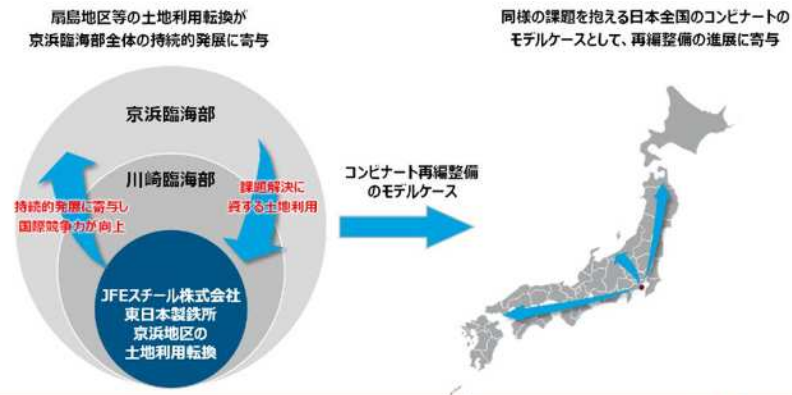 扇島地区等の土地利用転換が
京浜臨海部全体の持続的発展に寄与
同様の課題を抱える日本全国のコンビナートの
モデルケースとして、再編整備の進展に寄与
京浜臨海部
川崎臨海部
持続的発展に寄与し
国際競争力が向上
課題解決に
資する土地利用
JFEスチール株式会社
東日本製鉄所
京浜地区の
土地利用転換
コンビナート再編整備
のモデルケース